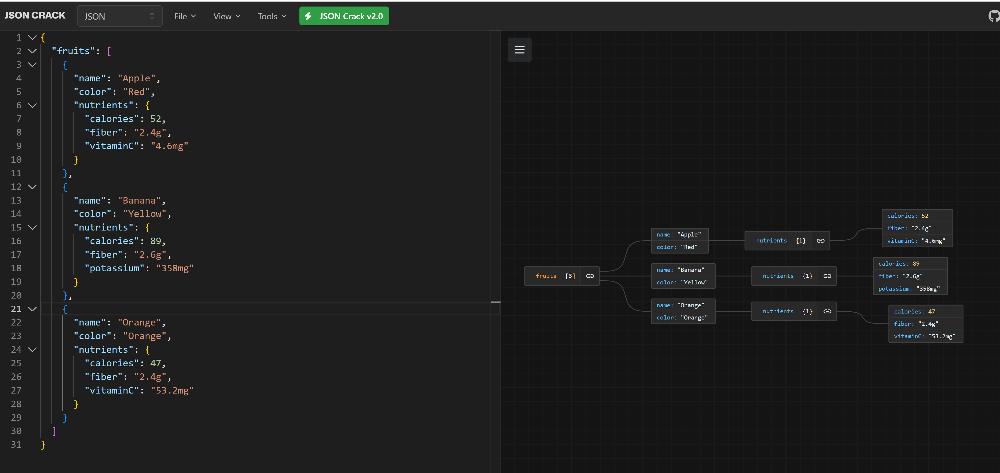 JSON CRACK JSON File View Tools JSON Crack v2.0
1 {
2 "fruits": [
3 {
4 "name": "Apple",
5 "color": "Red",
6 "nutrients": {
7 "calories": 52,
8 "fiber": "2.4g",
9 "vitaminC": "4.6mg"
10 }
11 },
12 {
13 "name": "Banana",
14 "color": "Yellow",
15 "nutrients": {
16 "calories": 89,
17 "fiber": "2.6g",
18 "potassium": "358mg"
19 }
20 },
21 {
22 "name": "Orange",
23 "color": "Orange",
24 "nutrients": {
25 "calories": 47,
26 "fiber": "2.4g",
27 "vitaminC": "53.2mg"
28 }
29 }
30 ]
31 }
fruits [3]
name: "Apple"
color: "Red"
nutrients {1}
calories: 52
fiber: "2.4g"
vitaminC: "4.6mg"
name: "Banana"
color: "Yellow"
nutrients {1}
calories: 89
fiber: "2.6g"
potassium: "358mg"
name: "Orange"
color: "Orange"
nutrients {1}
calories: 47
fiber: "2.4g"
vitaminC: "53.2mg"